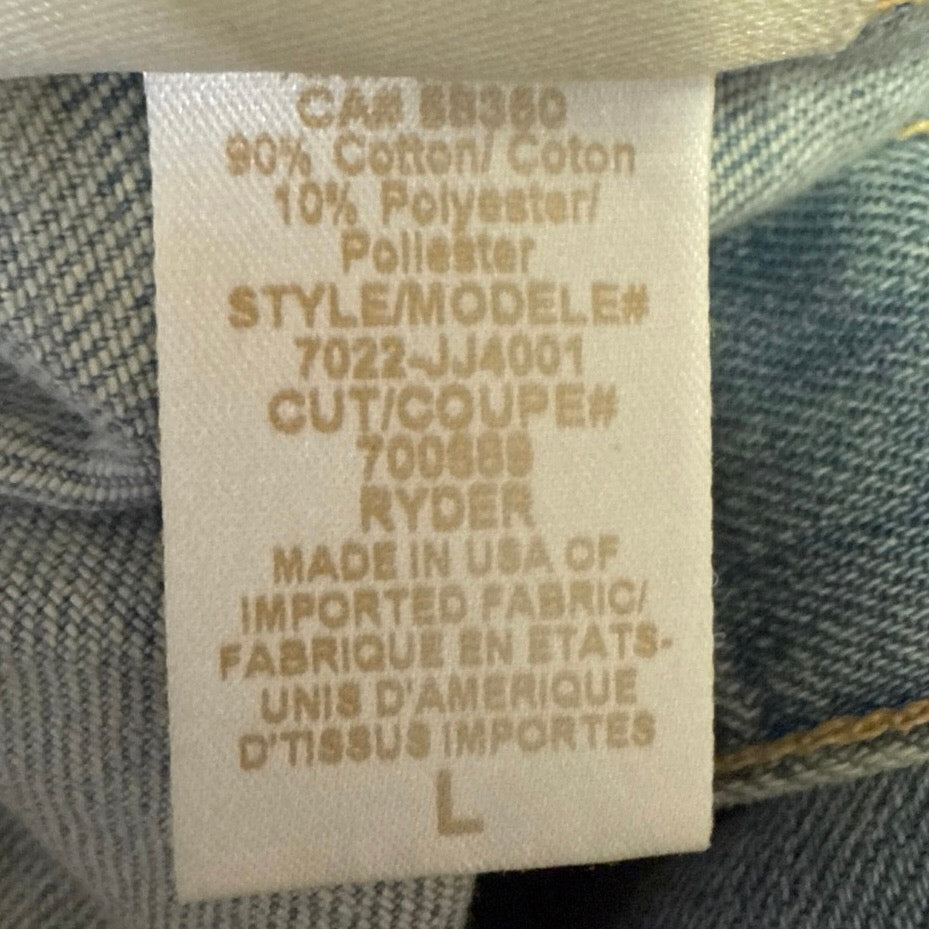 CA# 58360
90% Cotton/ Coton
10% Polyester/
Poliester
STYLE/MODELE#
7022-JJ4001
CUT/COUPE#
700689
RYDER
MADE IN USA OF
IMPORTED FABRIC/
FABRIQUE EN ETATS-
UNIS D'AMERIQUE
D'TISSUS IMPORTES
L